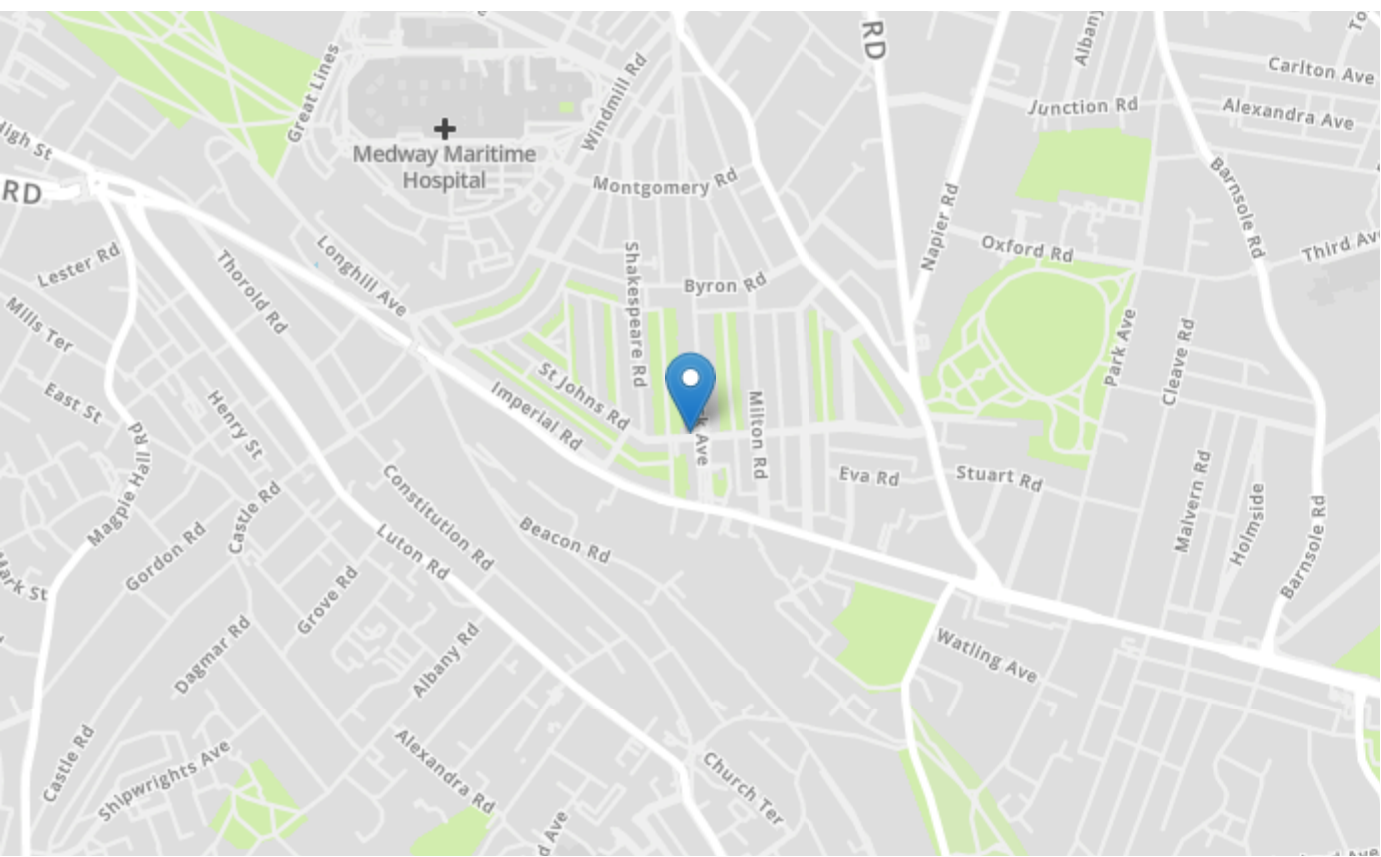 RD
Albany
Carlton Ave
Great Lines
Windmill Rd
Junction Rd
Alexandra Ave
High St
Medway Maritime
Hospital
Montgomery Rd
Barnsole Rd
RD
Napier Rd
Oxford Rd
Third Av
Lester Rd
Longhill Ave
Thorold Rd
Shakespeare Rd
Byron Rd
Mills Ter
Park Ave
Cleave Rd
East St
St Johns Rd
Imperial Rd
Milton Rd
k Ave
Henry St
Magpie Hall Rd
Eva Rd
Stuart Rd
Malvern Rd
Holmside
Barnsole Rd
Castle Rd
Constitution Rd
Beacon Rd
Gordon Rd
Luton Rd
Mark St
Grove Rd
Dagmar Rd
Albany Rd
Watling Ave
Castle Rd
Shipwrights Ave
Alexandra Rd
Church Ter
d Ave